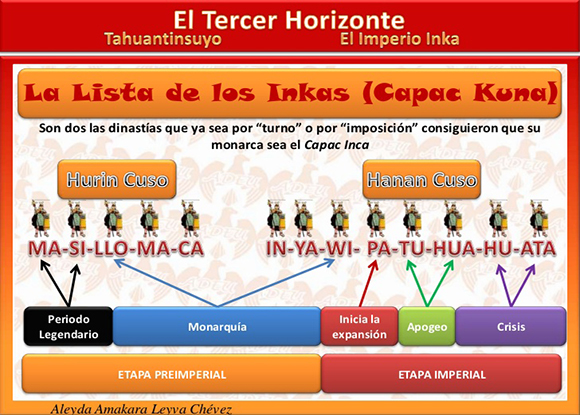 El Tercer Horizonte
Tahuantinsuyo El Imperio Inka
La Lista de los Inkas (Capac Kuna)
Son dos las dinastías que ya sea por “turno” o por “imposición” consiguieron que su
monarca sea el Capac Inca
Hurin Cuso Hanan Cuso
MA-SI-LLO-MA-CA IN-YA-WI- PA-TU-HUA-HU-ATA
Periodo
Legendario
Monarquía
Inicia la
expansión
Apogeo
Crisis
ETAPA PREIMPERIAL ETAPA IMPERIAL
Aleyda Amakara Leyva Chévez